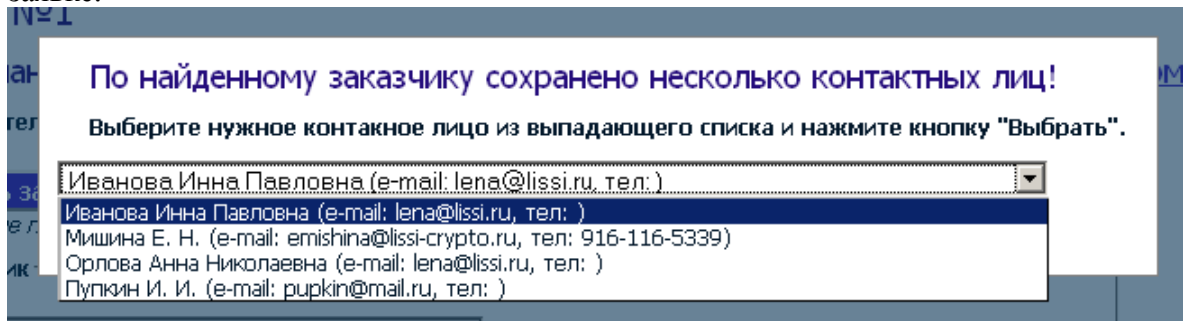 №1
По найденному заказчику сохранено несколько контактных лиц!
Выберите нужное контакное лицо из выпадающего списка и нажмите кнопку "Выбрать".
Иванова Инна Павловна (e-mail: lena@lissi.ru, тел: )
Иванова Инна Павловна (e-mail: lena@lissi.ru, тел: )
Мишина Е. Н. (e-mail: emishina@lissi-crypto.ru, тел: 916-116-5339)
Орлова Анна Николаевна (e-mail: lena@lissi.ru, тел: )
Пупкин И. И. (e-mail: pupkin@mail.ru, тел: )